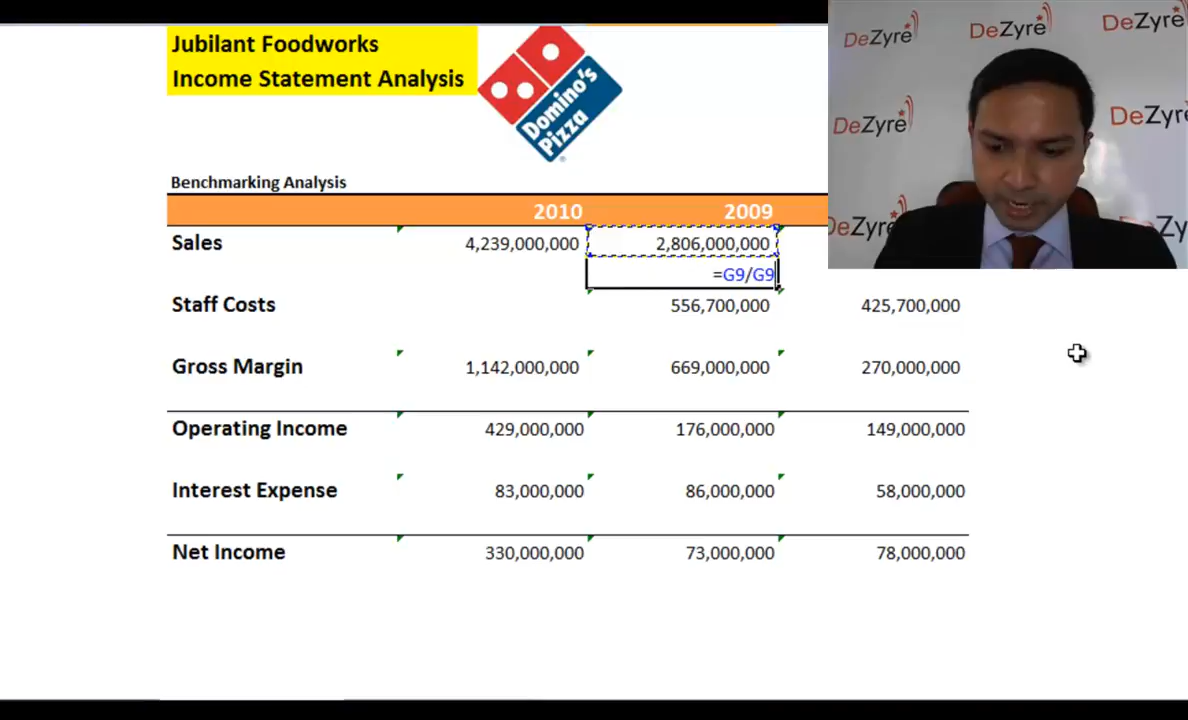 Jubilant Foodworks
Income Statement Analysis
Domino's
Pizza
®
DeZyre
DeZyre
DeZyre
DeZyre
DeZyre
DeZyre
Zy
Benchmarking Analysis
2010 2009
Sales 4,239,000,000 2,806,000,000
=G9/G9
Staff Costs 556,700,000 425,700,000
Gross Margin 1,142,000,000 669,000,000 270,000,000
Operating Income 429,000,000 176,000,000 149,000,000
Interest Expense 83,000,000 86,000,000 58,000,000
Net Income 330,000,000 73,000,000 78,000,000